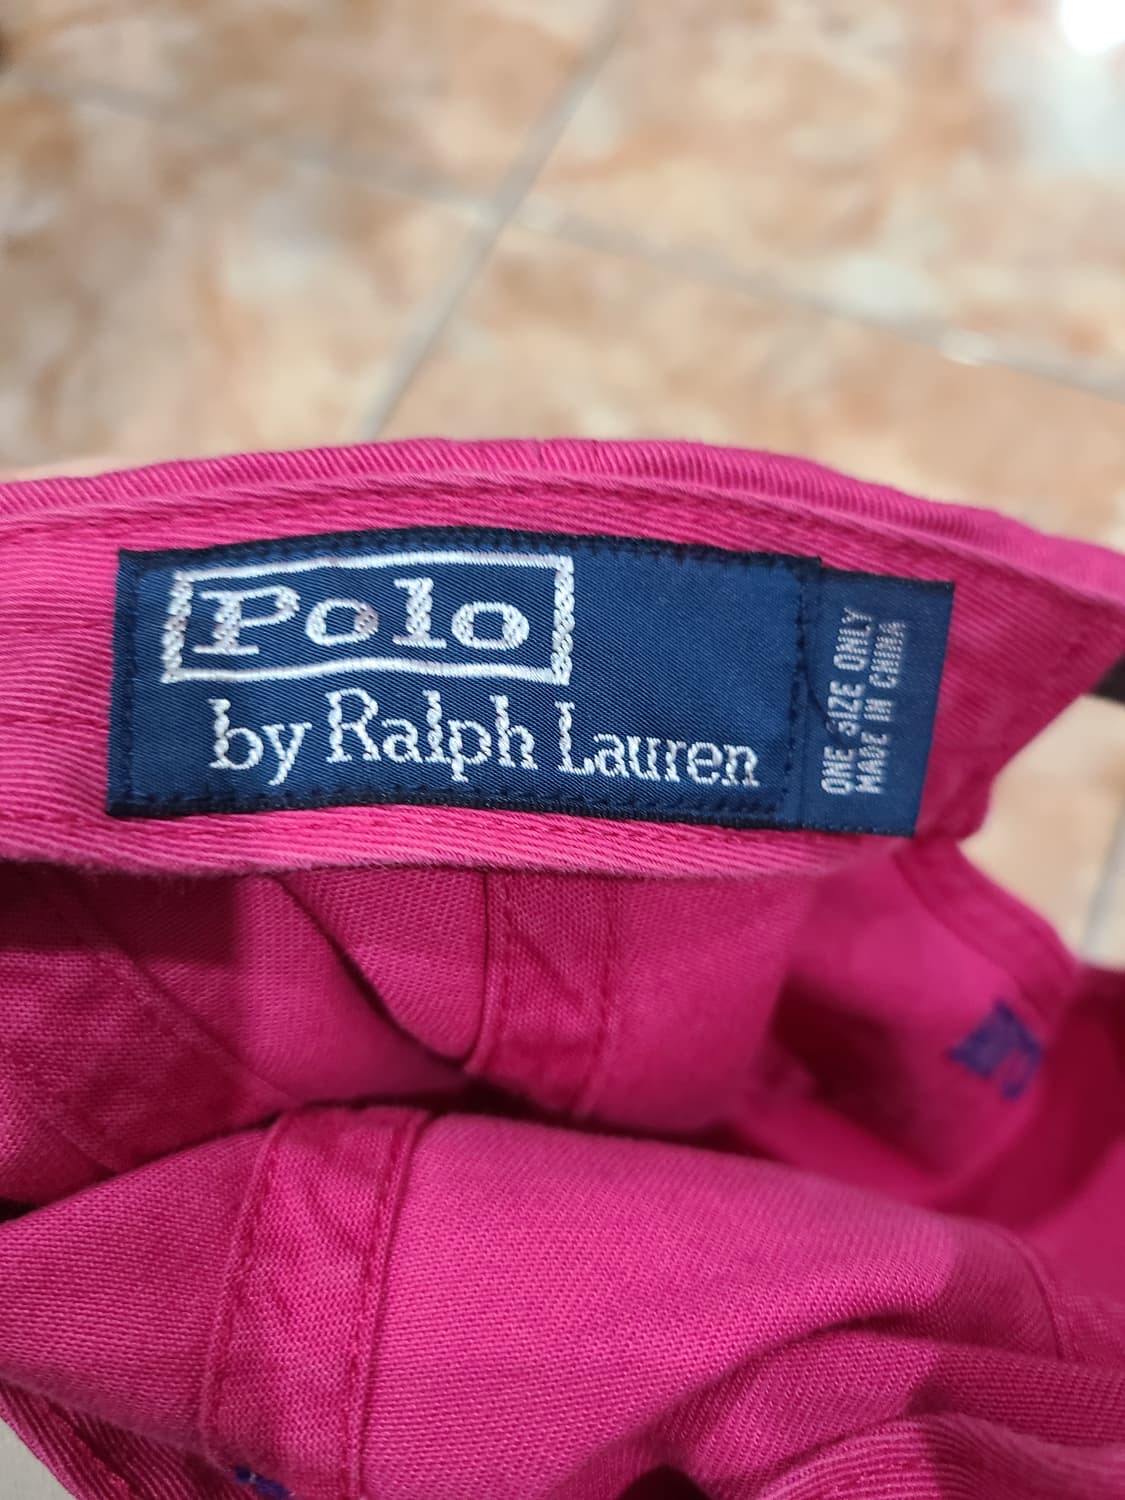 Polo
by Ralph Lauren
ONE SIZE ONLY
MADE IN CHINA